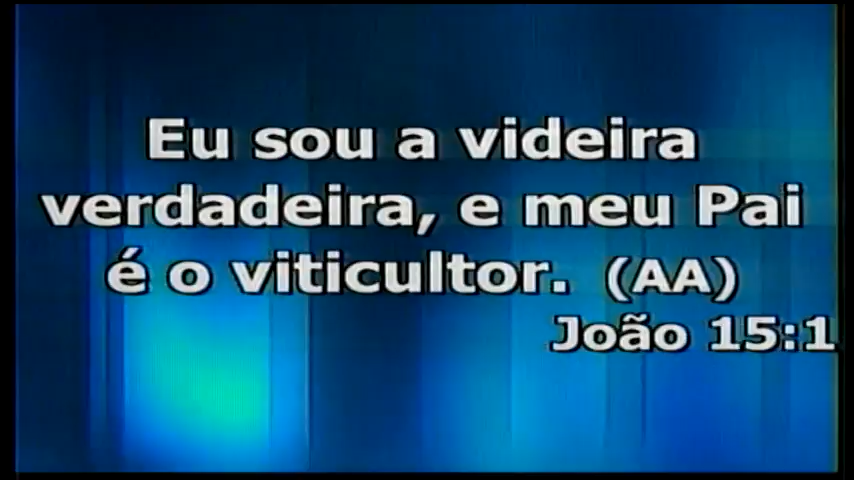 Eu sou a videira
verdadeira, e meu Pai
é o viticultor. (AA)
João 15:1